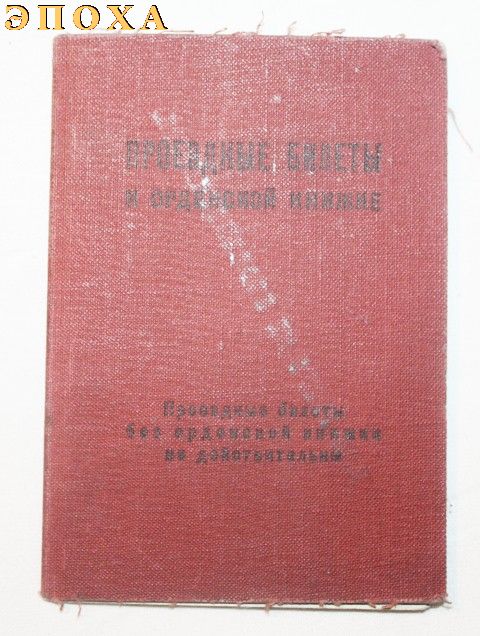 ЭПОХА
ПРОЕЗДНЫЕ БИЛЕТЫ
К ОРДЕНСКОЙ КНИЖКЕ
Проездные билеты
без орденской книжки
не действительны